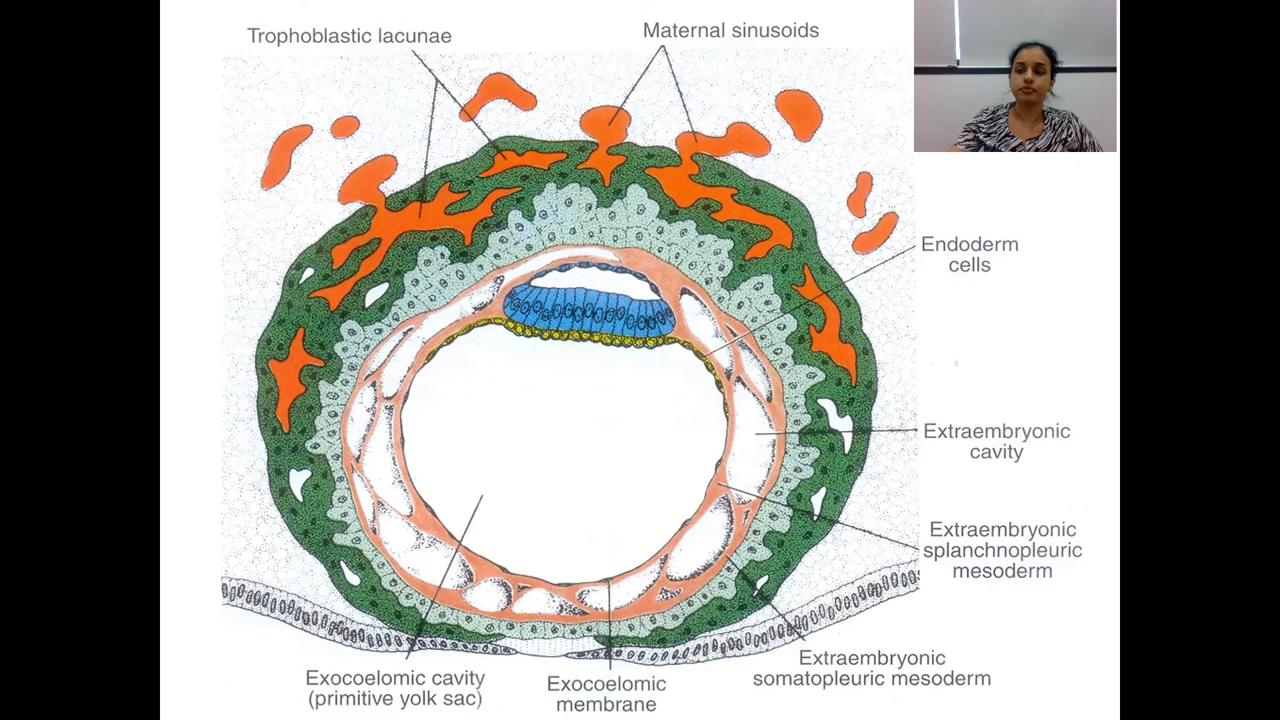 Trophoblastic lacunae
Maternal sinusoids
Endoderm
cells
Extraembryonic
cavity
Extraembryonic
splanchnopleuric
mesoderm
Extraembryonic
somatopleuric mesoderm
Exocoelomic cavity
(primitive yolk sac)
Exocoelomic
membrane